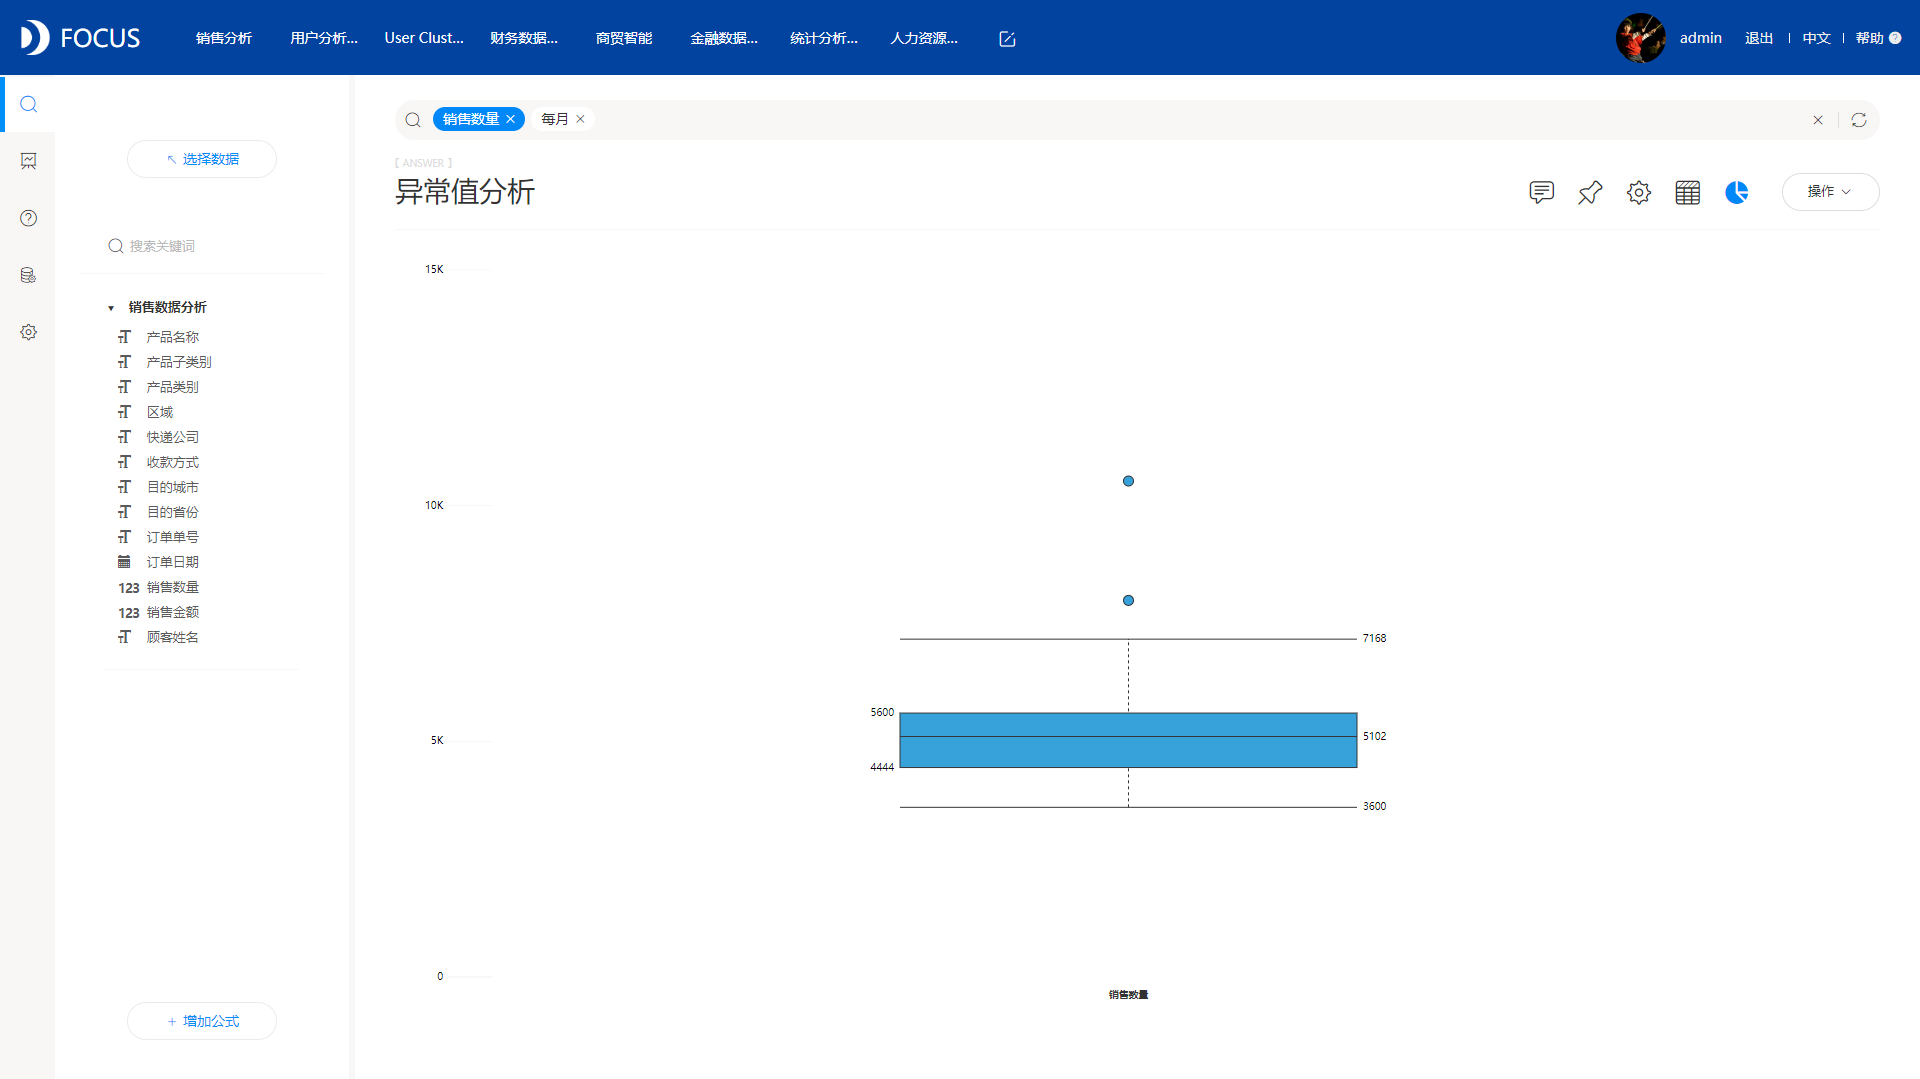 FOCUS
销售分析
用户分析...
User Clust...
财务数据...
商贸智能
金融数据...
统计分析...
人力资源...
admin
退出
中文
帮助 ?
选择数据
搜索关键词
销售数据分析
T 产品名称
T 产品子类别
T 产品类别
T 区域
T 快递公司
T 收款方式
T 目的城市
T 目的省份
T 订单单号
订单日期
123 销售数量
123 销售金额
T 顾客姓名
+ 增加公式
销售数量 ×
每月 ×
[ ANSWER ]
异常值分析
操作
15K
10K
5K
0
7168
5600
5102
4444
3600
销售数量